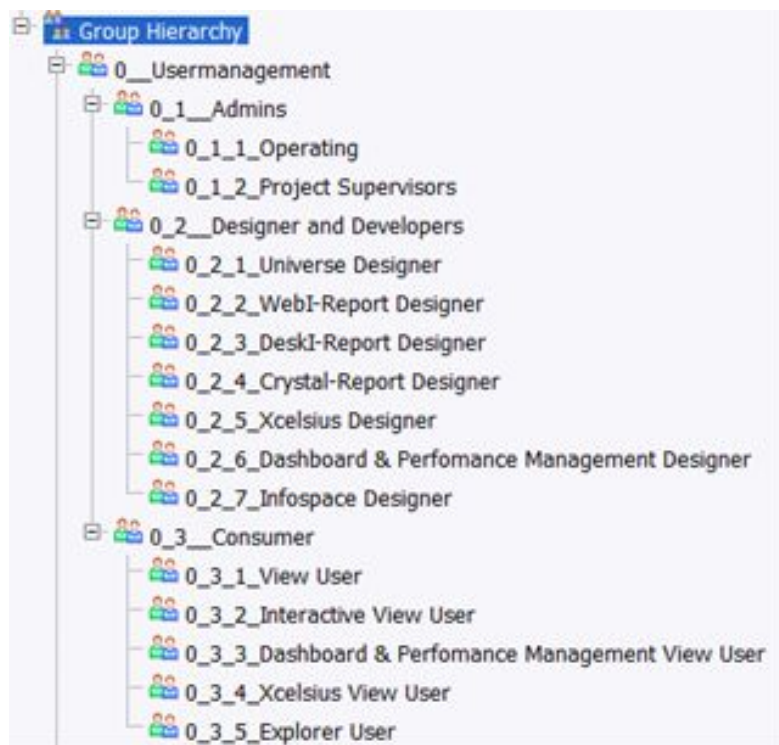 Group Hierarchy
0__Usermanagement
0_1__Admins
0_1_1_Operating
0_1_2_Project Supervisors
0_2__Designer and Developers
0_2_1_Universe Designer
0_2_2_WebI-Report Designer
0_2_3_DeskI-Report Designer
0_2_4_Crystal-Report Designer
0_2_5_Xcelsius Designer
0_2_6_Dashboard & Perfomance Management Designer
0_2_7_Infospace Designer
0_3__Consumer
0_3_1_View User
0_3_2_Interactive View User
0_3_3_Dashboard & Perfomance Management View User
0_3_4_Xcelsius View User
0_3_5_Explorer User